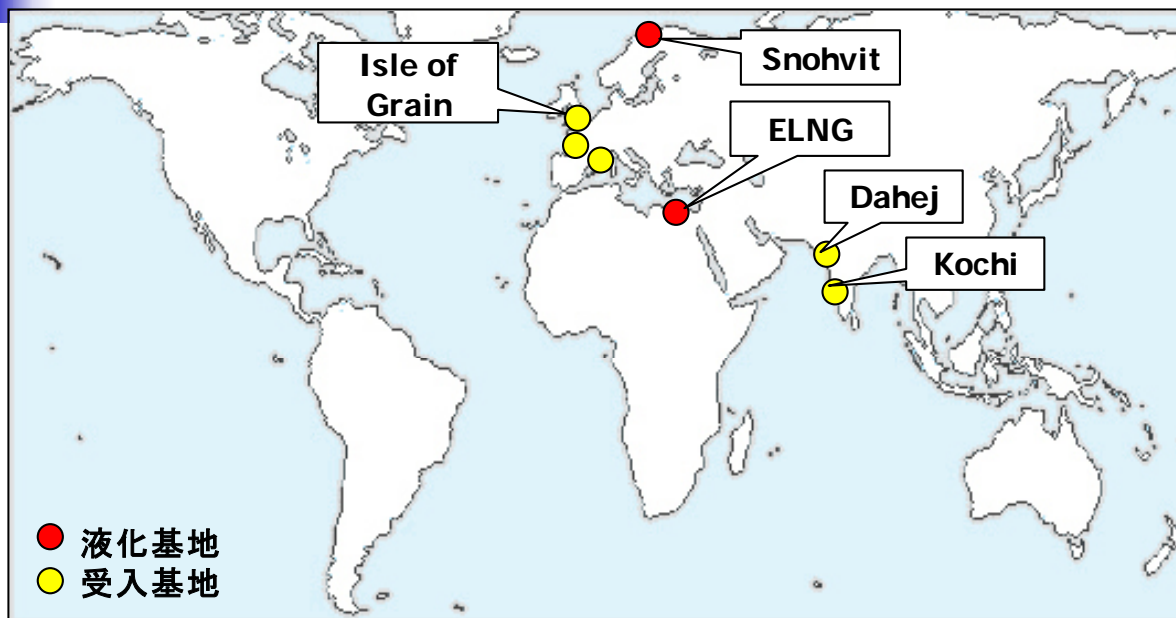 Isle of
Grain
Snohvit
ELNG
Dahej
Kochi
液化基地
受入基地